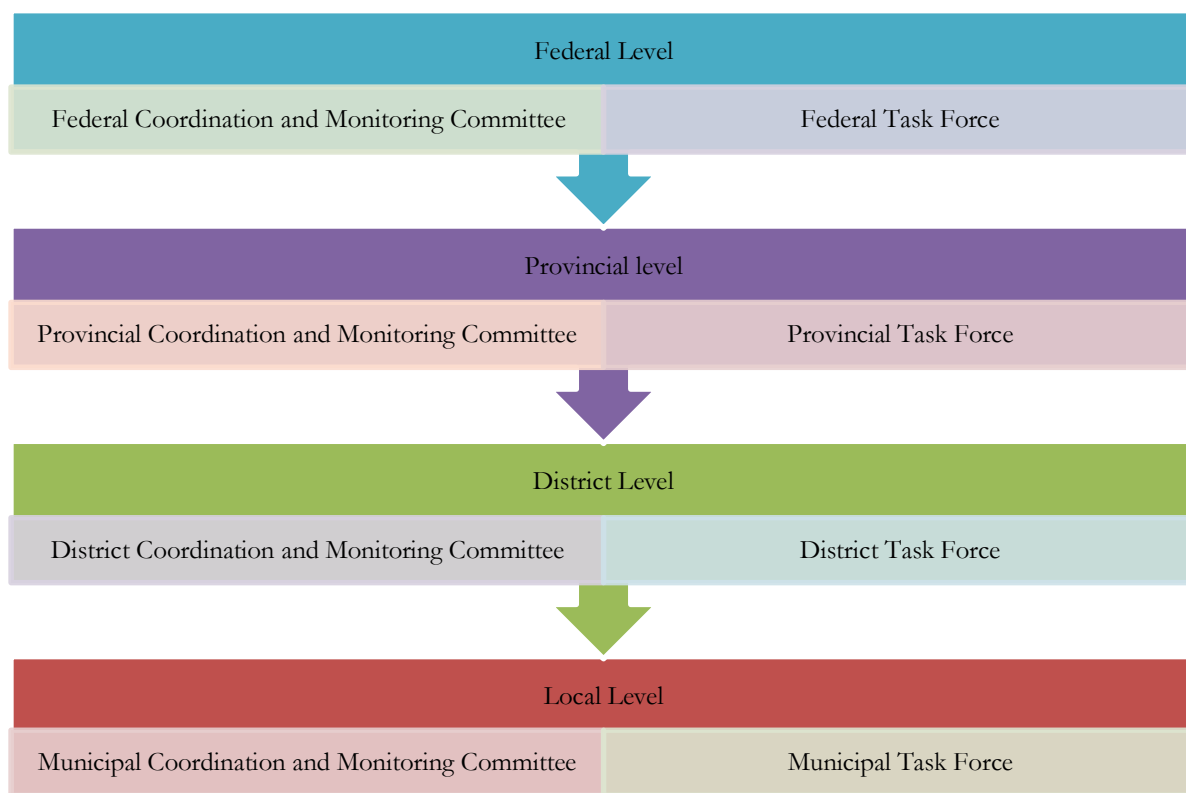 Federal Level
Federal Coordination and Monitoring Committee
Federal Task Force
Provincial level
Provincial Coordination and Monitoring Committee
Provincial Task Force
District Level
District Coordination and Monitoring Committee
District Task Force
Local Level
Municipal Coordination and Monitoring Committee
Municipal Task Force